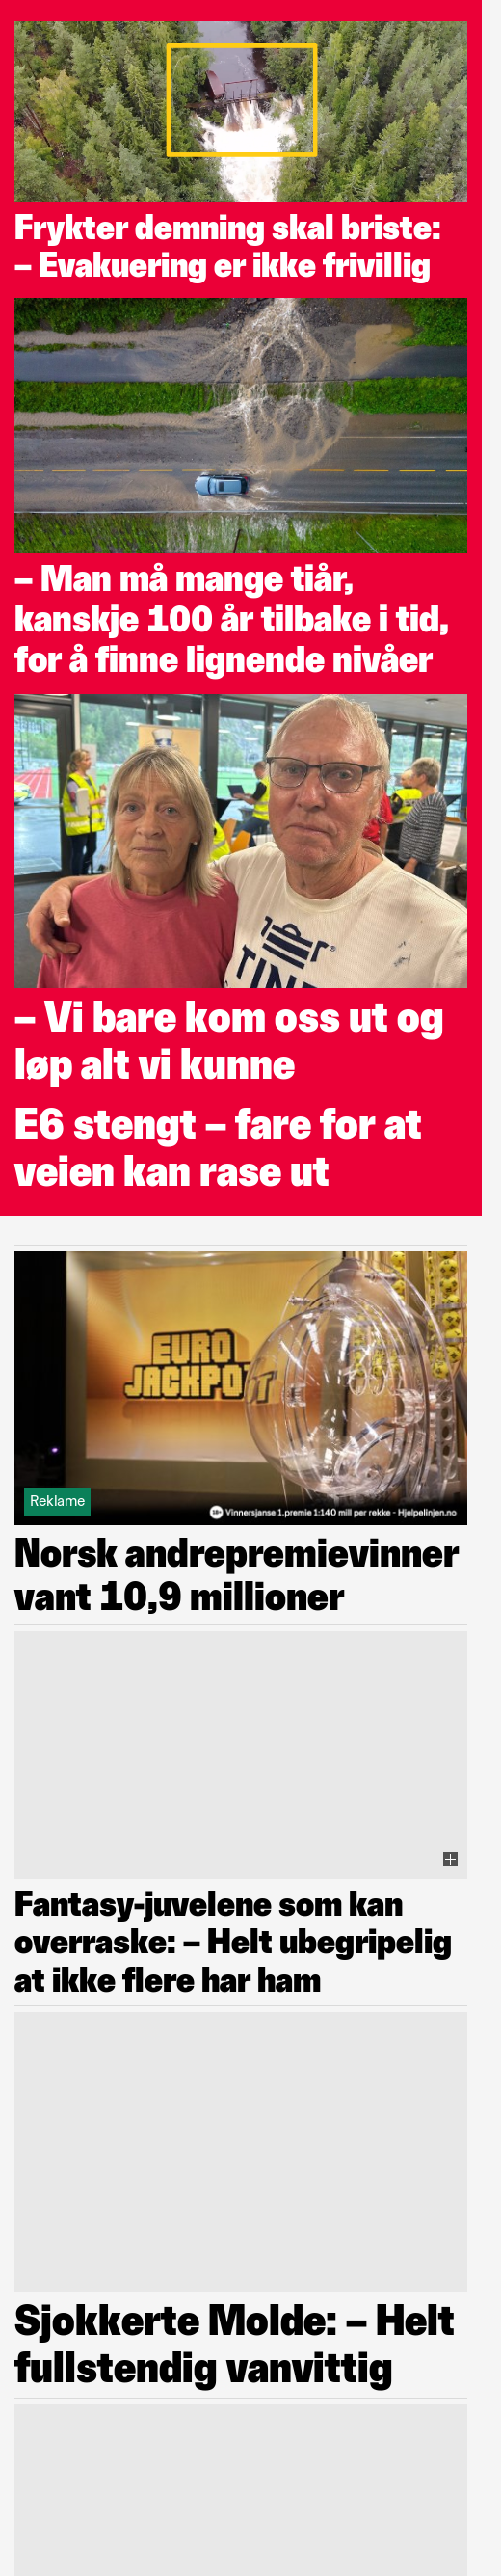 Frykter demning skal briste:
– Evakuering er ikke frivillig
– Man må mange tiår,
kanskje 100 år tilbake i tid,
for å finne lignende nivåer
TINE
– Vi bare kom oss ut og
løp alt vi kunne
E6 stengt – fare for at
veien kan rase ut
EURO
JACKPOT
Reklame
18+ Vinnersjanse 1.premie 1:140 mill per rekke - Hjelpelinjen.no
Norsk andrepremievinner
vant 10,9 millioner
Fantasy-juvelene som kan
overraske: – Helt ubegripelig
at ikke flere har ham
Sjokkerte Molde: – Helt
fullstendig vanvittig